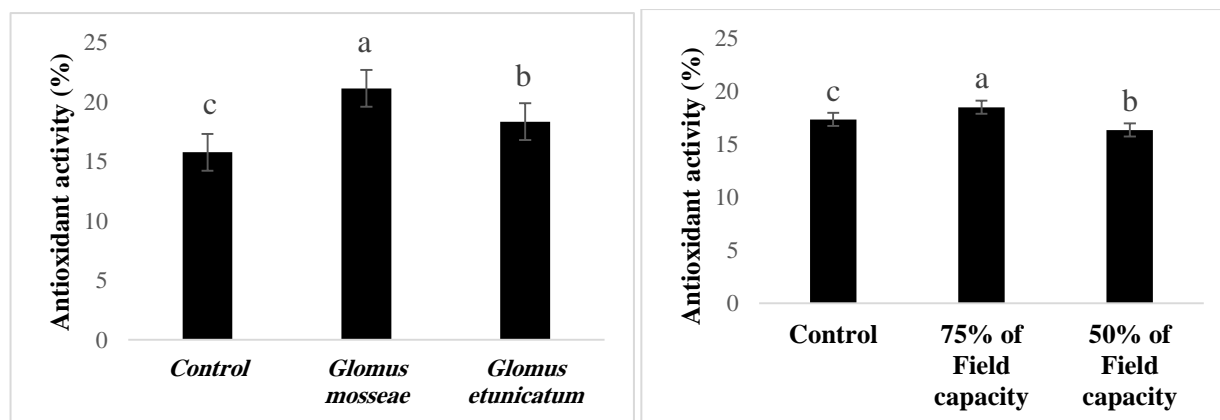 Antioxidant activity (%)
25
20
15
10
5
0
c
a
b
Control
Glomus
mosseae
Glomus
etunicatum
Antioxidant activity (%)
25
20
15
10
5
0
c
a
b
Control
75% of
Field
capacity
50% of
Field
capacity